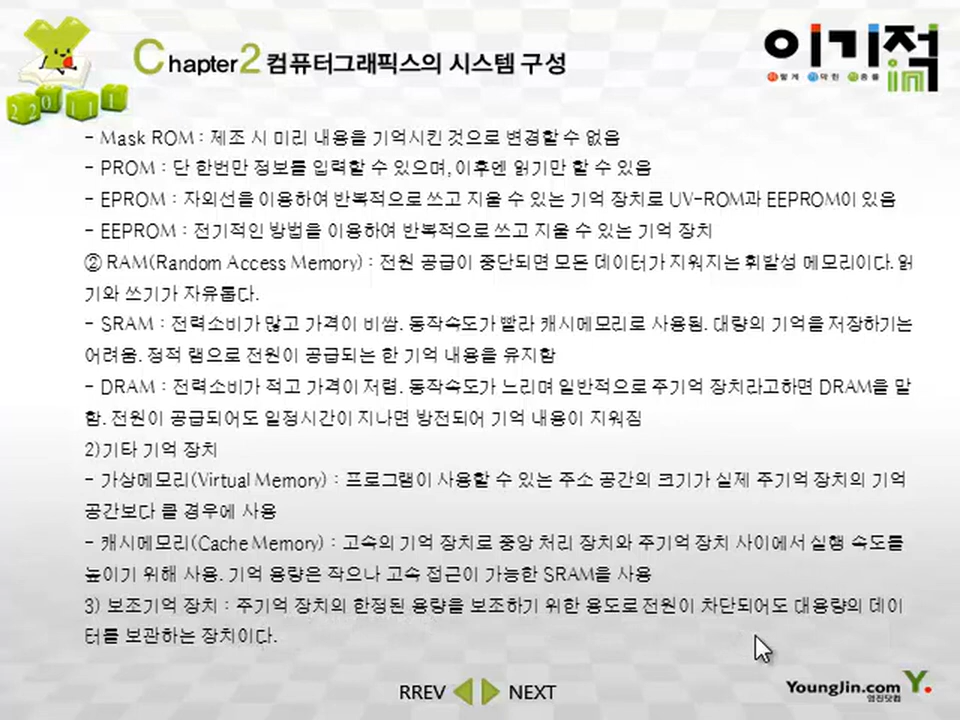 Chapter2 컴퓨터그래픽스의 시스템 구성
이기적in
이렇게 기막힌 적중률
2011
- Mask ROM : 제조 시 미리 내용을 기억시킨 것으로 변경할 수 없음
- PROM : 단 한번만 정보를 입력할 수 있으며, 이후엔 읽기만 할 수 있음
- EPROM : 자외선을 이용하여 반복적으로 쓰고 지울 수 있는 기억 장치로 UV-ROM과 EEPROM이 있음
- EEPROM : 전기적인 방법을 이용하여 반복적으로 쓰고 지울 수 있는 기억 장치
② RAM(Random Access Memory) : 전원 공급이 중단되면 모든 데이터가 지워지는 휘발성 메모리이다. 읽
기와 쓰기가 자유롭다.
- SRAM : 전력소비가 많고 가격이 비쌈. 동작속도가 빨라 캐시메모리로 사용됨. 대량의 기억을 저장하기는
어려움. 정적 램으로 전원이 공급되는 한 기억 내용을 유지함
- DRAM : 전력소비가 적고 가격이 저렴. 동작속도가 느리며 일반적으로 주기억 장치라고하면 DRAM을 말
함. 전원이 공급되어도 일정시간이 지나면 방전되어 기억 내용이 지워짐
2)기타 기억 장치
- 가상메모리(Virtual Memory) : 프로그램이 사용할 수 있는 주소 공간의 크기가 실제 주기억 장치의 기억
공간보다 클 경우에 사용
- 캐시메모리(Cache Memory) : 고속의 기억 장치로 중앙 처리 장치와 주기억 장치 사이에서 실행 속도를
높이기 위해 사용. 기억 용량은 작으나 고속 접근이 가능한 SRAM을 사용
3) 보조기억 장치 : 주기억 장치의 한정된 용량을 보조하기 위한 용도로 전원이 차단되어도 대용량의 데이
터를 보관하는 장치이다.
RREV NEXT
YoungJin.com Y.
영진닷컴